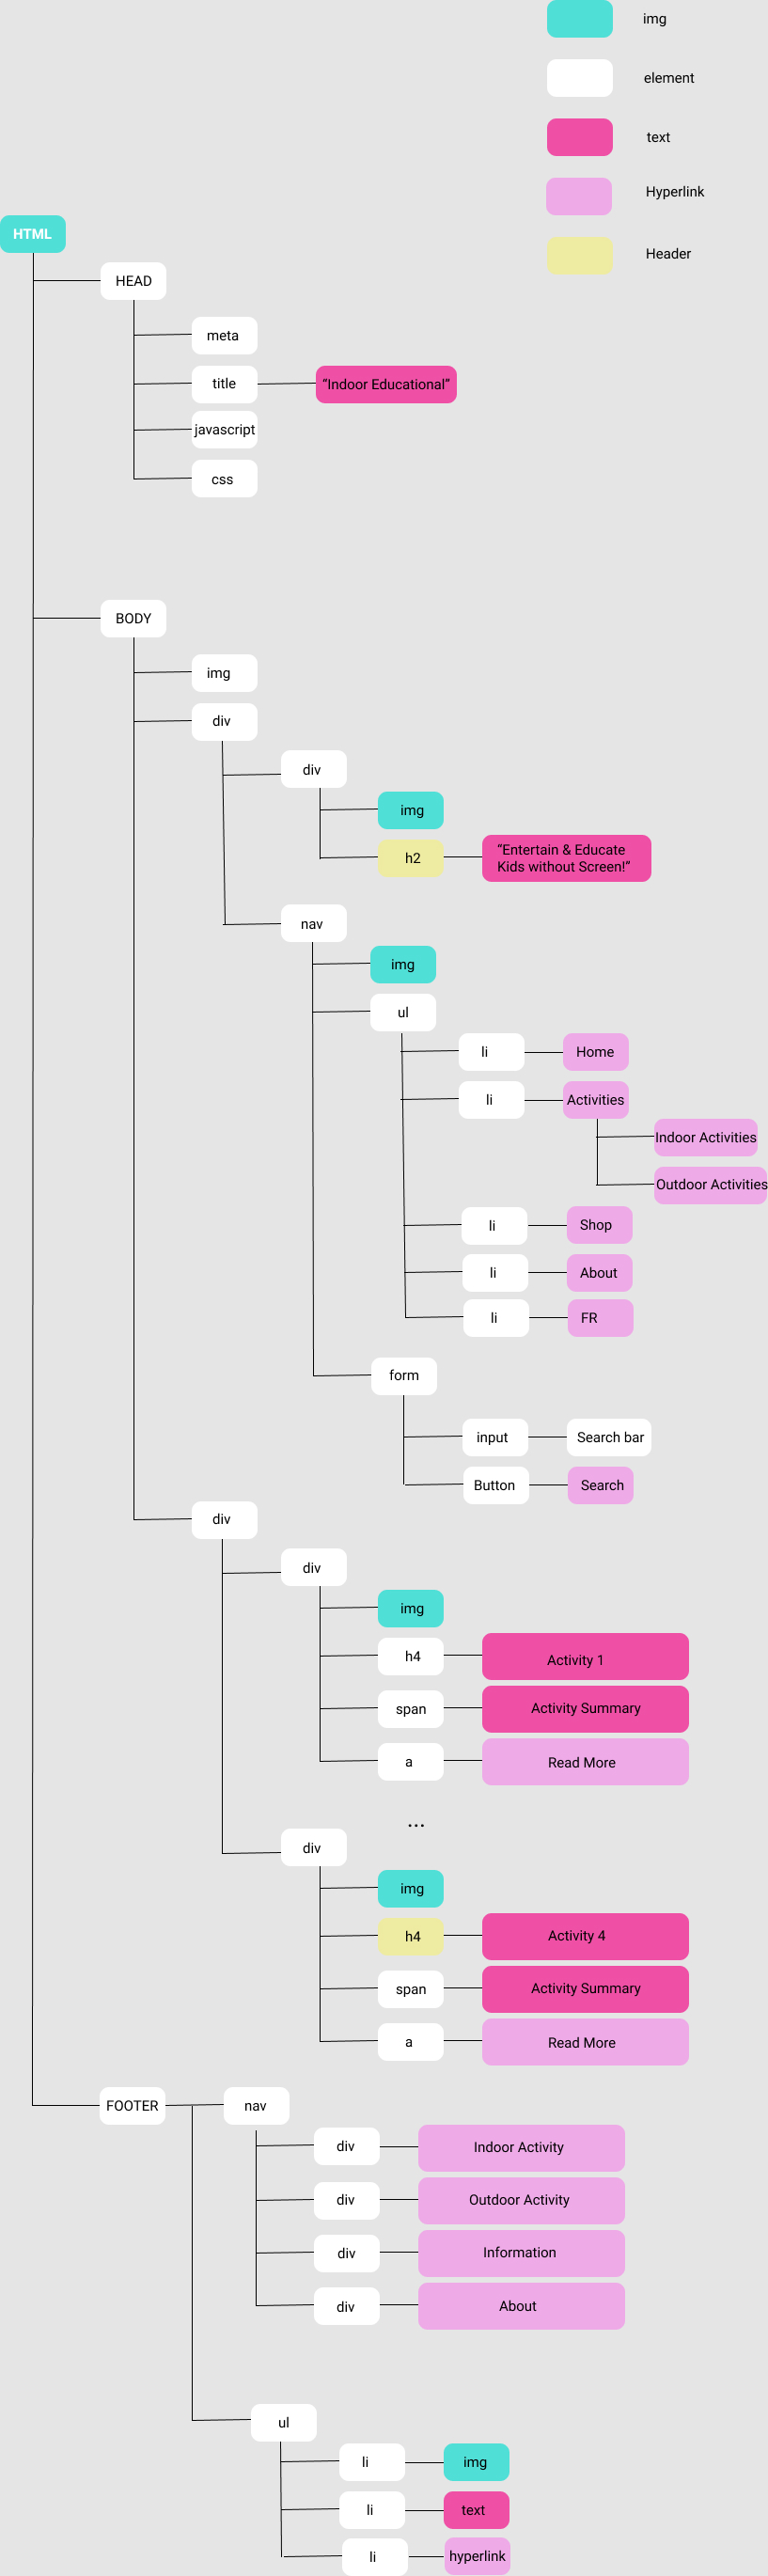 img
element
text
Hyperlink
Header
HTML
HEAD
meta
title
“Indoor Educational”
javascript
css
BODY
img
div
div
img
h2
“Entertain & Educate
Kids without Screen!”
nav
img
ul
li
Home
li
Activities
Indoor Activities
Outdoor Activities
li
Shop
li
About
li
FR
form
input
Search bar
Button
Search
div
div
img
h4
Activity 1
span
Activity Summary
a
Read More
...
div
img
h4
Activity 4
span
Activity Summary
a
Read More
FOOTER
nav
div
Indoor Activity
div
Outdoor Activity
div
Information
div
About
ul
li
img
li
text
li
hyperlink